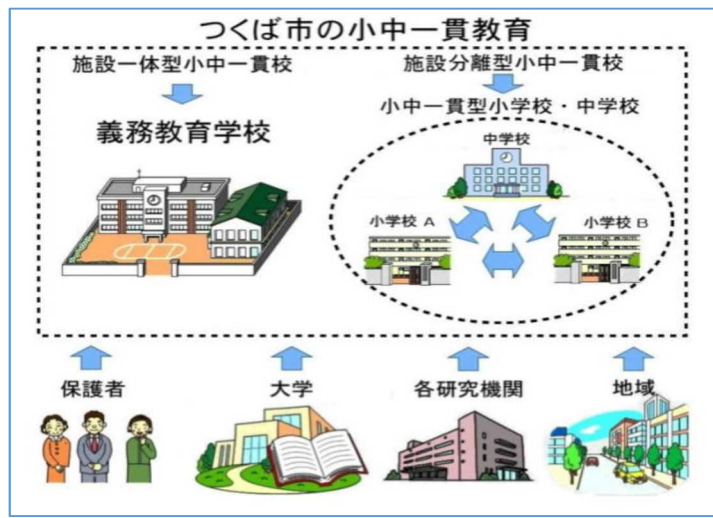 つくば市の小中一貫教育
施設一体型小中一貫校
義務教育学校
施設分離型小中一貫校
小中一貫型小学校・中学校
中学校
小学校 A
小学校 B
保護者
大学
各研究機関
地域